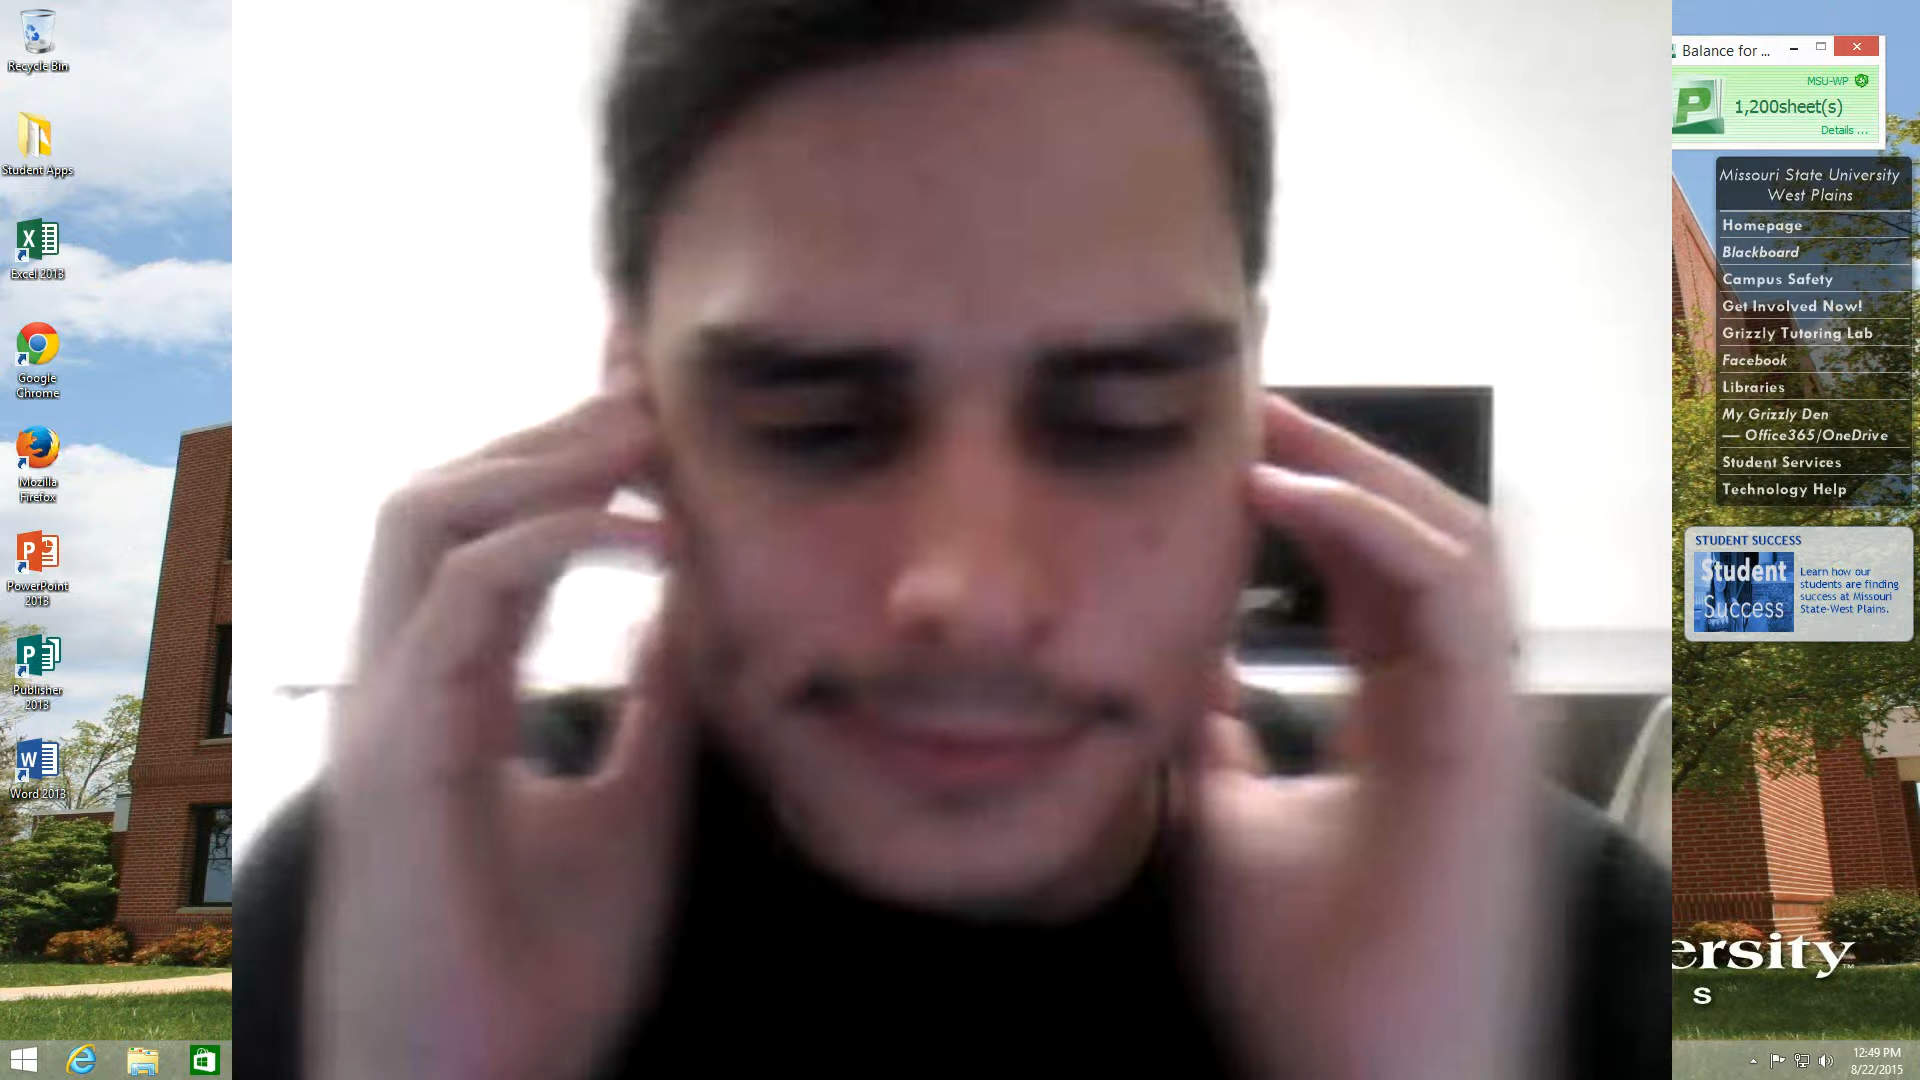 Recycle Bin
Student Apps
Excel 2013
Google
Chrome
Mozilla
Firefox
PowerPoint
2013
Publisher
2013
Word 2013
Balance for ...
MSU-WP
1,200sheet(s)
Details ...
Missouri State University
West Plains
Homepage
Blackboard
Campus Safety
Get Involved Now!
Grizzly Tutoring Lab
Facebook
Libraries
My Grizzly Den
— Office365/OneDrive
Student Services
Technology Help
STUDENT SUCCESS
Student
Success
Learn how our
students are finding
success at Missouri
State-West Plains.
ersity™
s
12:49 PM
8/22/2015